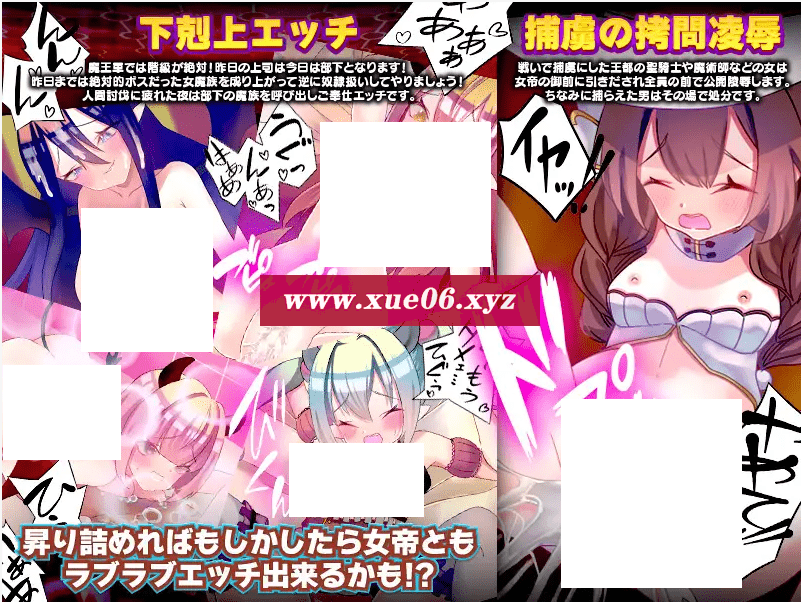 下剋上エッチ
魔王軍では階級が絶対!昨日の上司は今日は部下となります!
昨日までは絶対的ボスだった女魔族を成り上がって逆に奴隷扱いしてやりましょう!
人間討伐に疲れた夜は部下の魔族を呼び出しご奉仕エッチです。
捕虜の拷問凌辱
戦いで捕虜にした王都の聖騎士や魔術師などの女は
女帝の御前に引きだされ全員の前で公開陵辱します。
ちなみに捕らえた男はその場で処分です。
イヤッ!
www.xue06.xyz
昇り詰めればもしかしたら女帝とも
ラブラブエッチ出来るかも!?